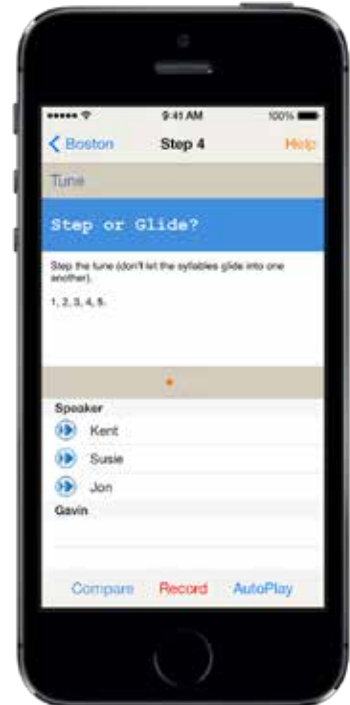 9:41 AM 100%
Boston Step 4 Help
Tune
Step or Glide?
Step the tune (don't let the syllables glide into one
another).
1, 2, 3, 4, 5.
Speaker
Kent
Susie
Jon
Gavin
Compare Record AutoPlay